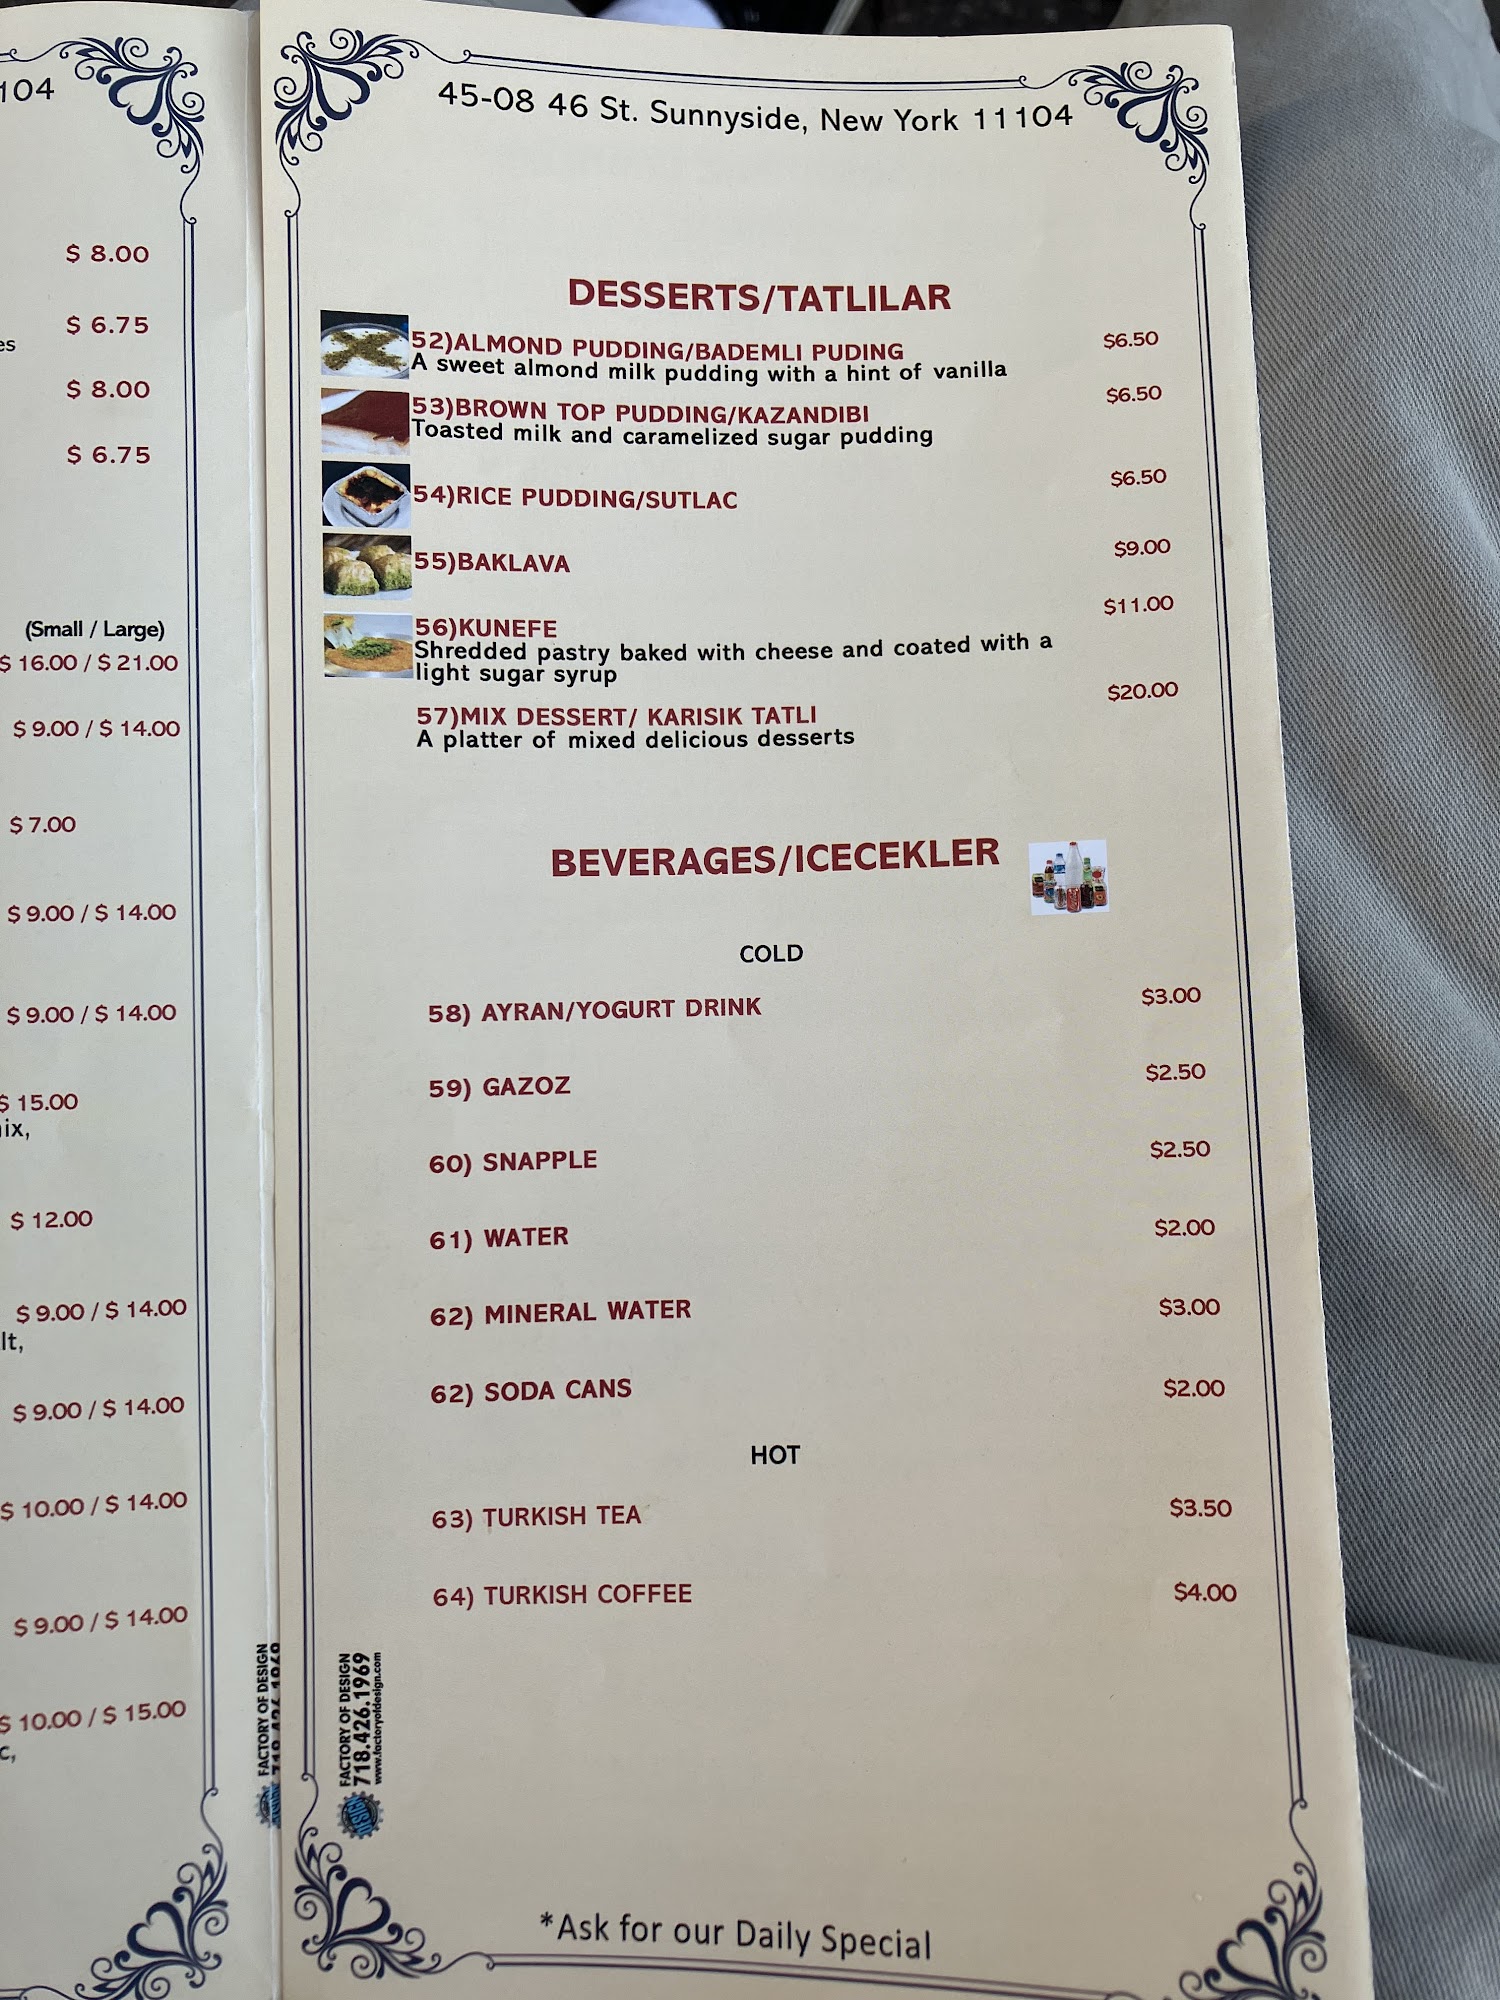 104
$ 8.00
$ 6.75
es
$ 8.00
$ 6.75
(Small / Large)
$ 16.00 / $ 21.00
$ 9.00 / $ 14.00
$ 7.00
$ 9.00 / $ 14.00
$ 9.00 / $ 14.00
$ 15.00
ix,
$ 12.00
$ 9.00 / $ 14.00
lt,
$ 9.00 / $ 14.00
$ 10.00 / $ 14.00
$ 9.00 / $ 14.00
$ 10.00 / $ 15.00
c,
FACTORY OF DESIGN
45-08 46 St. Sunnyside, New York 11104
DESSERTS/TATLILAR
52)ALMOND PUDDING/BADEMLI PUDING $6.50
A sweet almond milk pudding with a hint of vanilla
53)BROWN TOP PUDDING/KAZANDIBI $6.50
Toasted milk and caramelized sugar pudding
54)RICE PUDDING/SUTLAC $6.50
55)BAKLAVA $9.00
56)KUNEFE $11.00
Shredded pastry baked with cheese and coated with a
light sugar syrup
57)MIX DESSERT/ KARISIK TATLI $20.00
A platter of mixed delicious desserts
BEVERAGES/ICECEKLER
COLD
58) AYRAN/YOGURT DRINK $3.00
59) GAZOZ $2.50
60) SNAPPLE $2.50
61) WATER $2.00
62) MINERAL WATER $3.00
62) SODA CANS $2.00
HOT
63) TURKISH TEA $3.50
64) TURKISH COFFEE $4.00
DESIGN
FACTORY OF DESIGN
718.426.1969
www.factoryofdesign.com
*Ask for our Daily Special